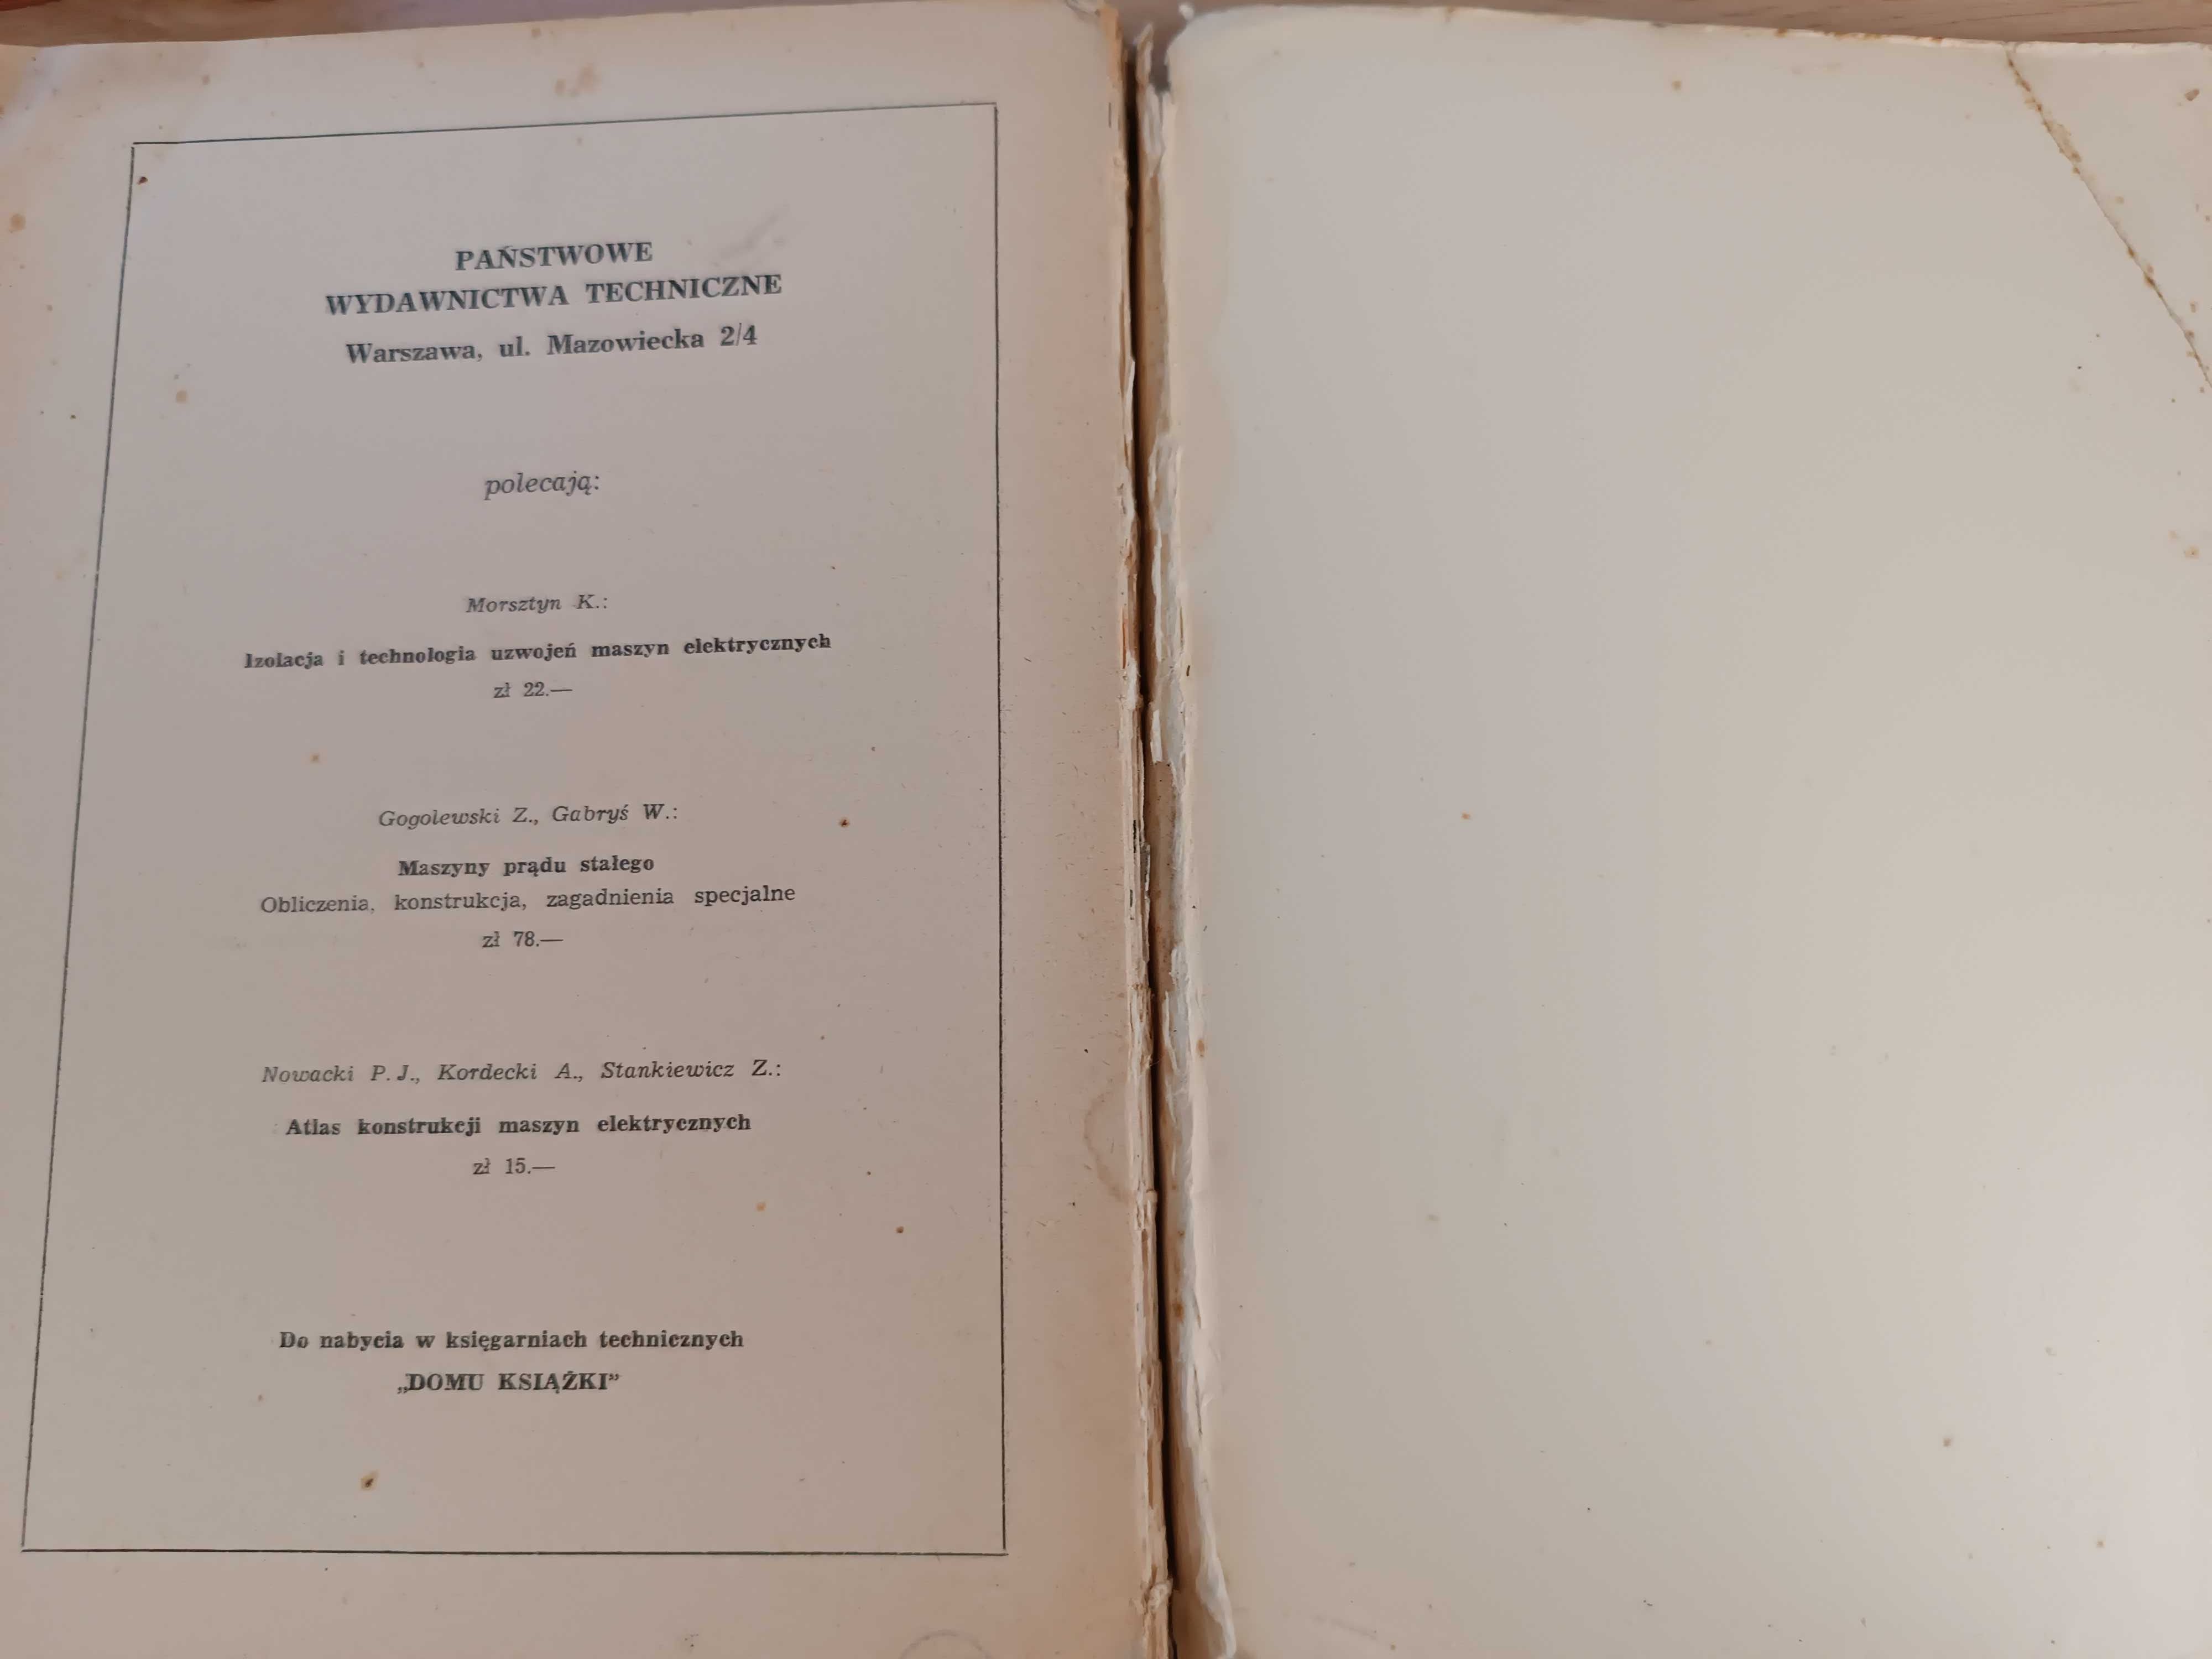 PAŃSTWOWE
WYDAWNICTWA TECHNICZNE
Warszawa, ul. Mazowiecka 2/4
polecają:
Morsztyn K.:
Izolacja i technologia uzwojeń maszyn elektrycznych
zł 22.—
Gogolewski Z., Gabryś W.:
Maszyny prądu stałego
Obliczenia, konstrukcja, zagadnienia specjalne
zł 78.—
Nowacki P. J., Kordecki A., Stankiewicz Z.:
Atlas konstrukcji maszyn elektrycznych
zł 15.—
Do nabycia w księgarniach technicznych
„DOMU KSIĄŻKI”